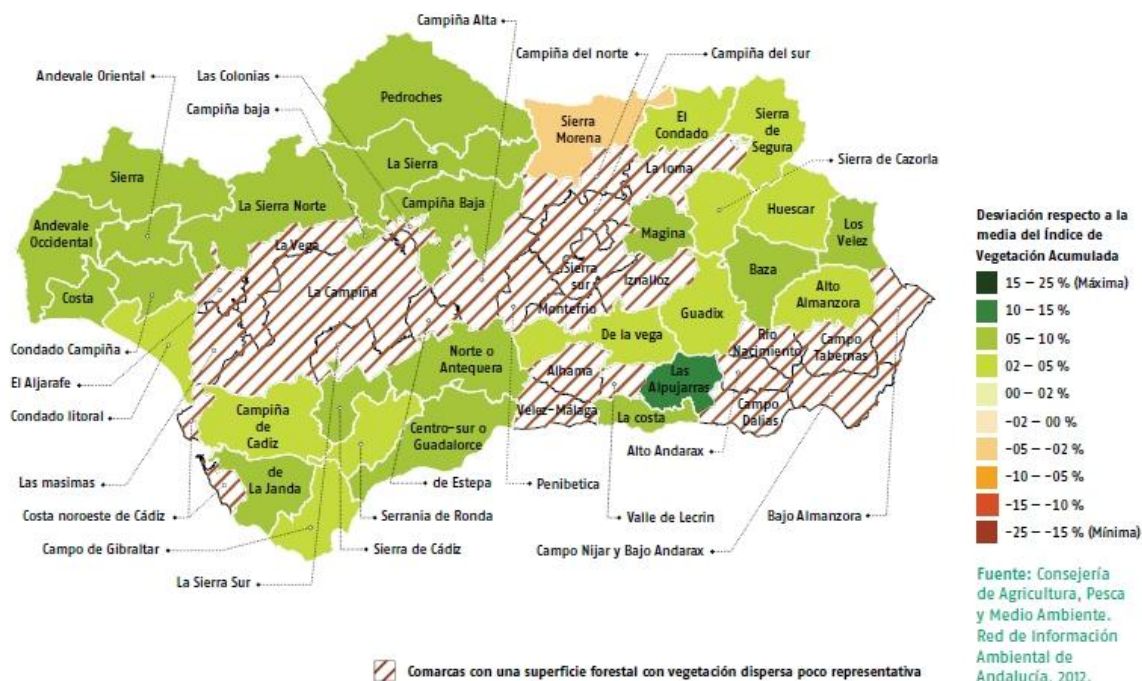 Campiña Alta
Campiña del norte
Campiña del sur
Andevale Oriental
Las Colonias
Campiña baja
Pedroches
Sierra
Morena
El
Condado
Sierra
de
Segura
Sierra de Cazorla
La Sierra
La loma
Sierra
La Sierra Norte
Campiña Baja
Huescar
Andevale
Occidental
La Vega
Magina
Los
Velez
Baza
Costa
La Campiña
Sierra
sur
Iznalloz
Alto
Almanzora
Montefrío
Guadix
De la vega
Río
Nacimiento
Campo
Tabernas
Condado Campiña
Norte o
Antequera
Alhama
Las
Alpujarras
El Aljarafe
Condado litoral
Campiña
de
Cadiz
Velez-Málaga
La costa
Campo
Dalias
Centro-sur o
Guadalorce
Alto Andarax
de
La Janda
Las masimas
de Estepa
Penibetica
Costa noroeste de Cádiz
Serrania de Ronda
Valle de Lecrin
Bajo Almanzora
Campo de Gibraltar
Sierra de Cádiz
Campo Nijar y Bajo Andarax
La Sierra Sur
Desviación respecto a la
media del Índice de
Vegetación Acumulada
15 – 25 % (Máxima)
10 – 15%
05 – 10 %
02 – 05 %
00 – 02 %
-02 – 00 %
-05 – -02 %
-10 – -05%
-15 – -10%
-25 – -15% (Mínima)
Fuente: Consejería
de Agricultura, Pesca
y Medio Ambiente.
Red de Información
Ambiental de
Andalucía, 2012.
Comarcas con una superficie forestal con vegetación dispersa poco representativa